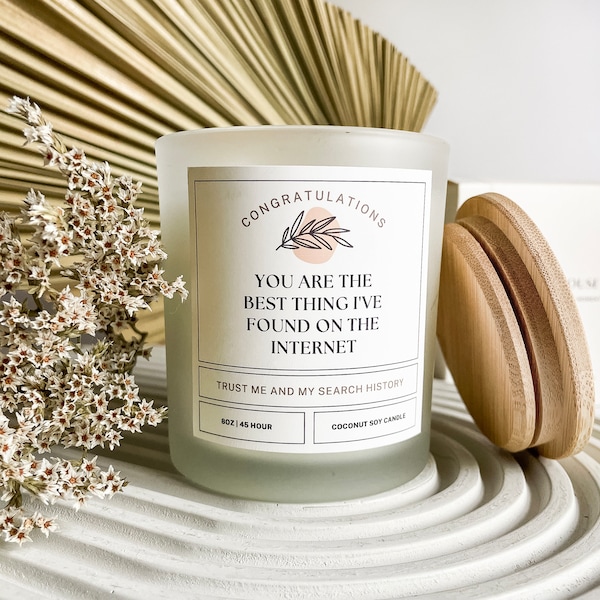 CONGRATULATIONS
YOU ARE THE
BEST THING I'VE
FOUND ON THE
INTERNET
TRUST ME AND MY SEARCH HISTORY
8OZ | 45 HOUR
COCONUT SOY CANDLE